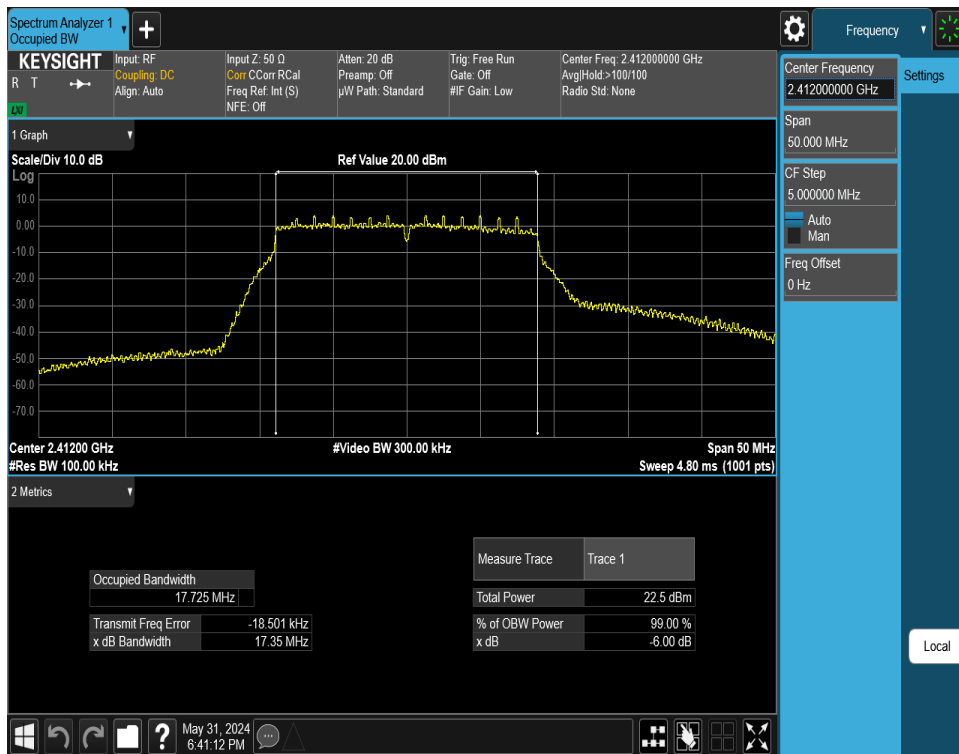 Spectrum Analyzer 1
Occupied BW
+
Frequency
KEYSIGHT
R T
LXI
Input: RF
Coupling: DC
Align: Auto
Input Z: 50 Ω
Corr CCorr RCal
Freq Ref: Int (S)
NFE: Off
Atten: 20 dB
Preamp: Off
µW Path: Standard
Trig: Free Run
Gate: Off
#IF Gain: Low
Center Freq: 2.412000000 GHz
Avg|Hold:>100/100
Radio Std: None
Center Frequency
2.412000000 GHz
Settings
Span
50.000 MHz
CF Step
5.000000 MHz
Auto
Man
Freq Offset
0 Hz
Local
1 Graph
Scale/Div 10.0 dB
Ref Value 20.00 dBm
Log
10.0
0.00
-10.0
-20.0
-30.0
-40.0
-50.0
-60.0
-70.0
Center 2.41200 GHz
#Video BW 300.00 kHz
Span 50 MHz
#Res BW 100.00 kHz
Sweep 4.80 ms (1001 pts)
2 Metrics
Occupied Bandwidth
17.725 MHz
Transmit Freq Error -18.501 kHz
x dB Bandwidth 17.35 MHz
Measure Trace Trace 1
Total Power 22.5 dBm
% of OBW Power 99.00 %
x dB -6.00 dB
?
May 31, 2024
6:41:12 PM